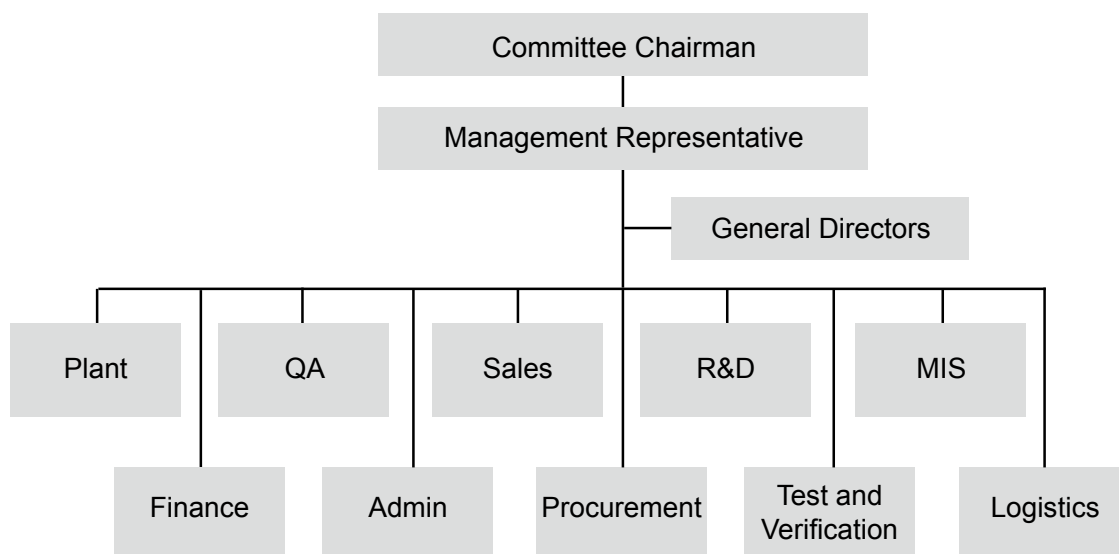 Committee Chairman
Management Representative
General Directors
Plant
QA
Sales
R&D
MIS
Finance
Admin
Procurement
Test and
Verification
Logistics